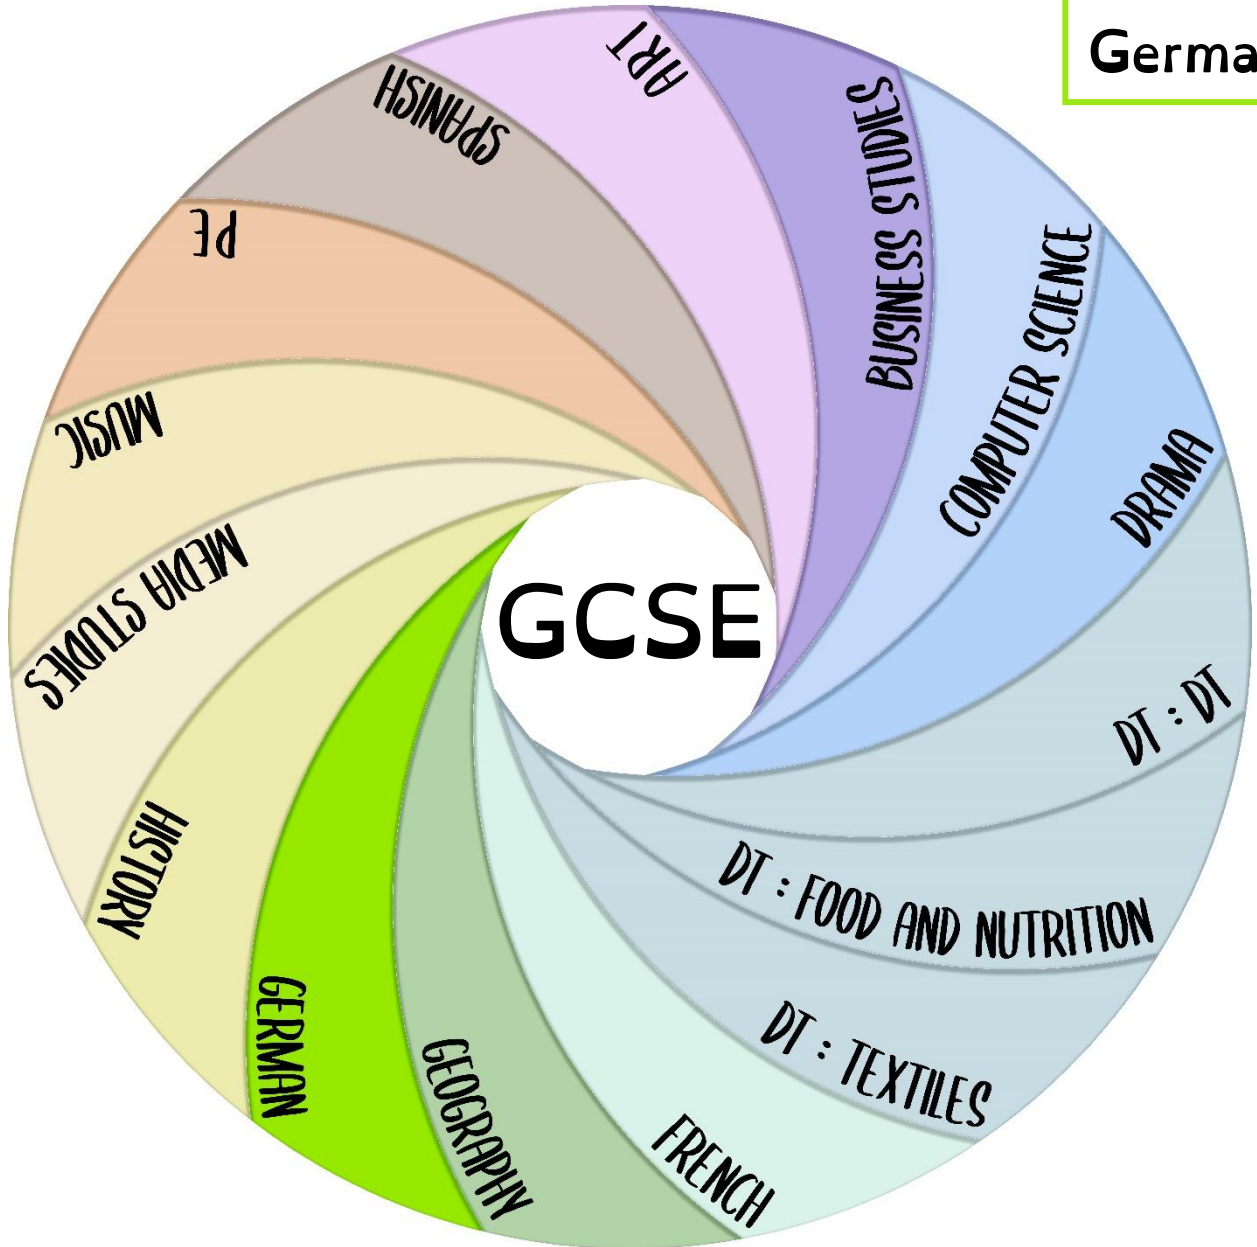 Germa
ART
BUSINESS STUDIES
COMPUTER SCIENCE
DRAMA
DT : DT
DT : FOOD AND NUTRITION
DT : TEXTILES
FRENCH
GEOGRAPHY
GERMAN
HISTORY
MEDIA STUDIES
MUSIC
PE
SPANISH
GCSE